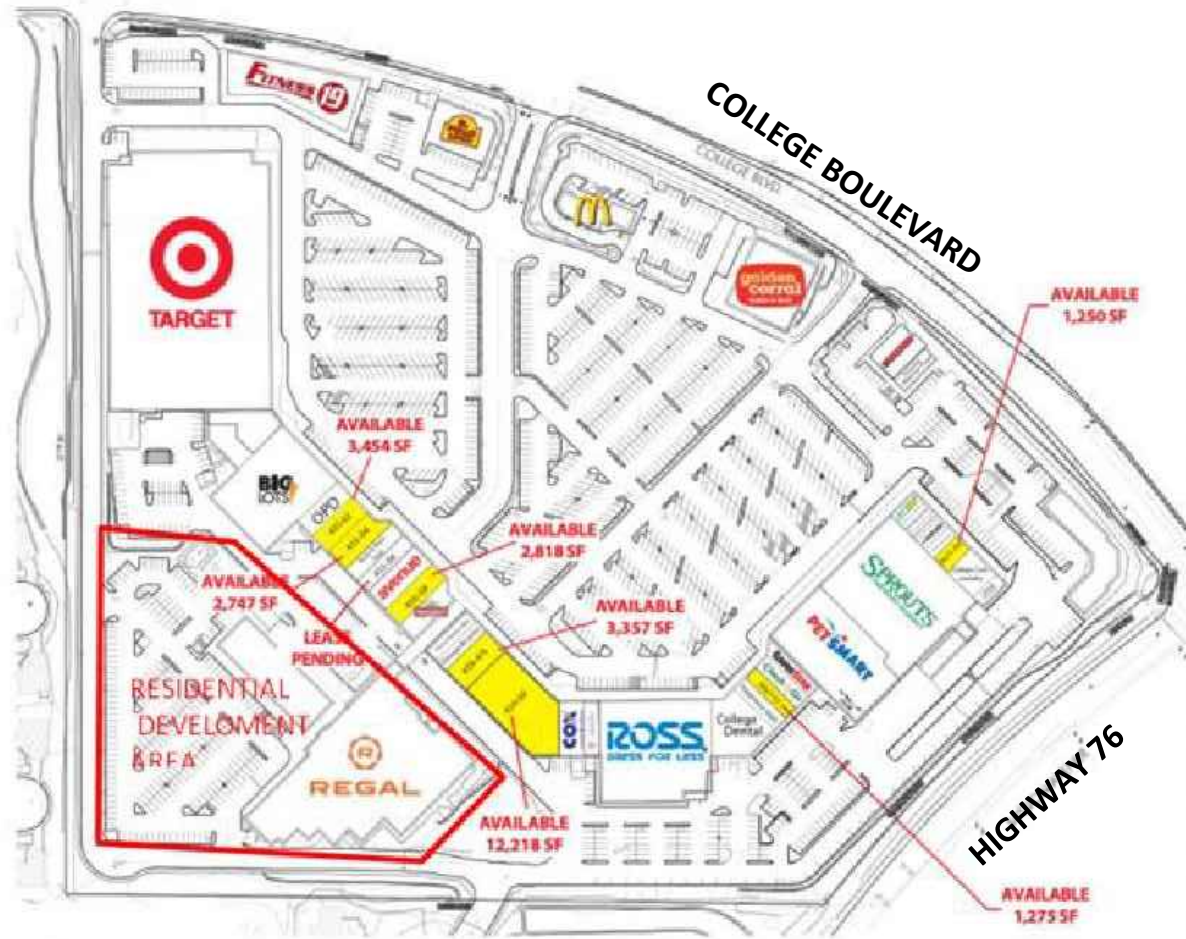 FITNESS 19
COLLEGE BOULEVARD
COLLEGE BLVD.
golden
corral
TARGET
AVAILABLE
1,250 SF
AVAILABLE
3,454 SF
BIG
LOTS
OPD
AVAILABLE
2,818 SF
AVAILABLE
2,747 SF
AVAILABLE
3,357 SF
LEASE
PENDING
SPROUTS
PETSMART
RESIDENTIAL
DEVELOMENT
AREA
REGAL
ROSS
DRESS FOR LESS
College
Dental
AVAILABLE
12,218 SF
HIGHWAY 76
AVAILABLE
1,275 SF